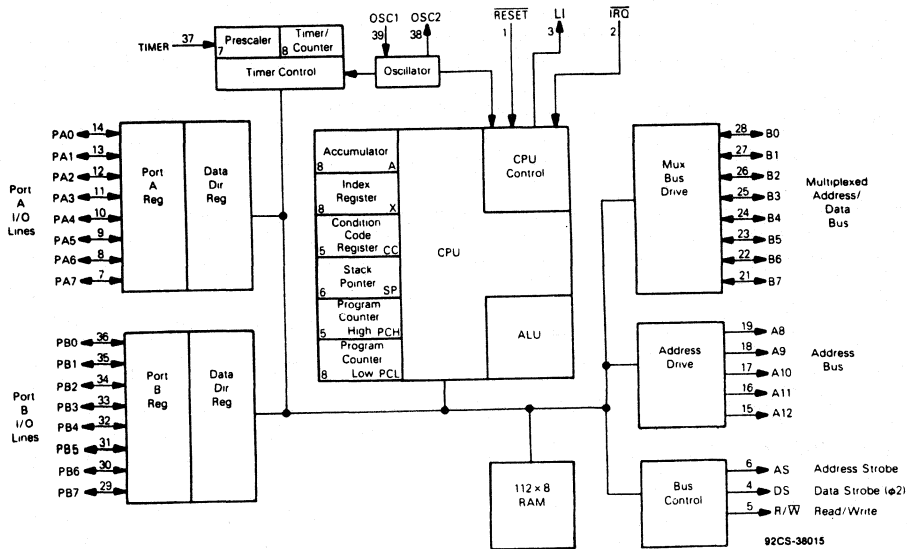 OSC1 OSC2 RESET LI IRQ
39 38 1 3 2
TIMER 37
Prescaler
7
Timer/
Counter
8
Timer Control
Oscillator
Port
A
I/O
Lines
PA0 14
PA1 13
PA2 12
PA3 11
PA4 10
PA5 9
PA6 8
PA7 7
Port
A
Reg
Data
Dir
Reg
Accumulator
8 A
Index
Register
8 X
Condition
Code
Register
5 CC
Stack
Pointer
6 SP
Program
Counter
High
5 PCH
Program
Counter
Low
8 PCL
CPU
CPU
Control
ALU
Mux
Bus
Drive
28 B0
27 B1
26 B2
25 B3
24 B4
23 B5
22 B6
21 B7
Multiplexed
Address/
Data
Bus
Port
B
I/O
Lines
PB0 36
PB1 35
PB2 34
PB3 33
PB4 32
PB5 31
PB6 30
PB7 29
Port
B
Reg
Data
Dir
Reg
Address
Drive
19 A8
18 A9
17 A10
16 A11
15 A12
Address
Bus
112×8
RAM
Bus
Control
6 AS Address Strobe
4 DS Data Strobe (φ2)
5 R/W̅ Read/Write
92CS-38015